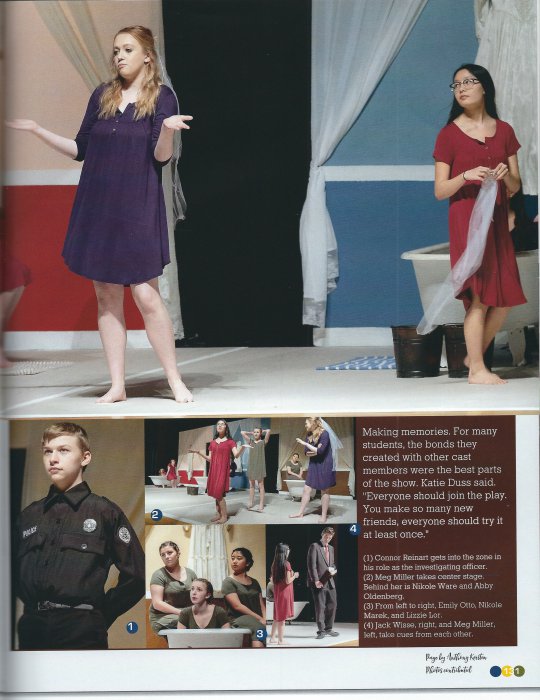 POLICE
1
2
3
4
Making memories. For many
students, the bonds they
created with other cast
members were the best parts
of the show. Katie Duss said.
"Everyone should join the play.
You make so many new
friends, everyone should try it
at least once."
(1) Connor Reinart gets into the zone in
his role as the investigating officer.
(2) Meg Miller takes center stage.
Behind her is Nikole Ware and Abby
Oldenberg.
(3) From left to right, Emily Otto, Nikole
Marek, and Lizzie Lor.
(4) Jack Wisse, right, and Meg Miller,
left, take cues from each other.
Page by Anthony Kerstin
Photos contributed
131